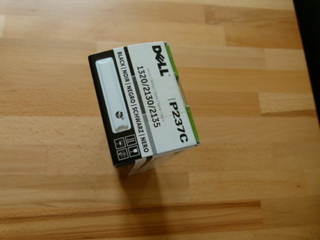 DELL
1320/2130/2135
P237C
BLACK | NOIR | NEGRO | SCHWARZ | NERO